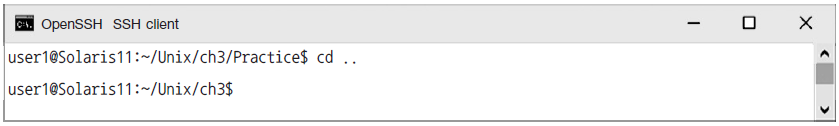 OpenSSH SSH client
user1@Solaris11:~/Unix/ch3/Practice$ cd ..
user1@Solaris11:~/Unix/ch3$